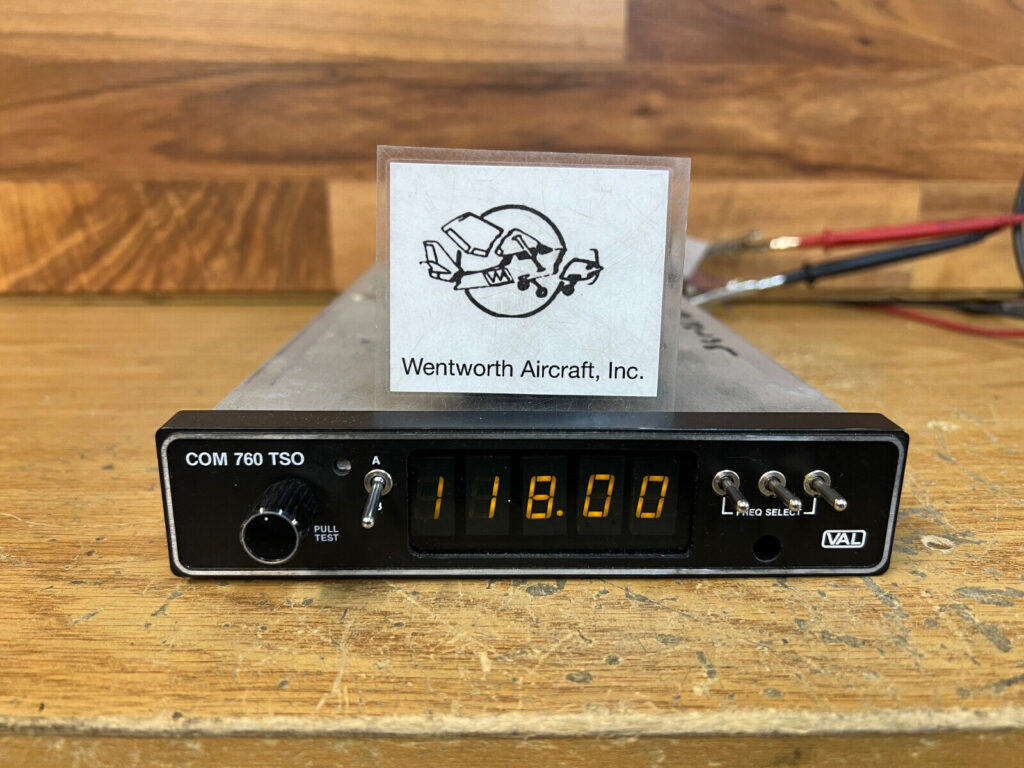 W
Wentworth Aircraft, Inc.
COM 760 TSO
A
PULL
TEST
118.00
FREQ SELECT
VAL